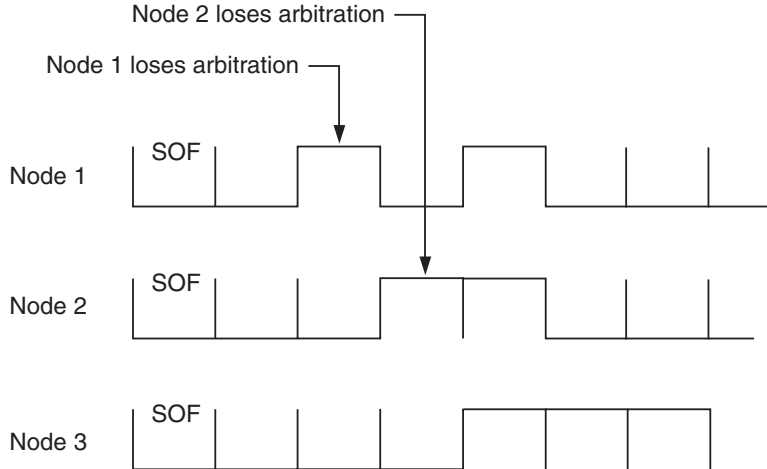 Node 2 loses arbitration
Node 1 loses arbitration
SOF
Node 1
SOF
Node 2
SOF
Node 3